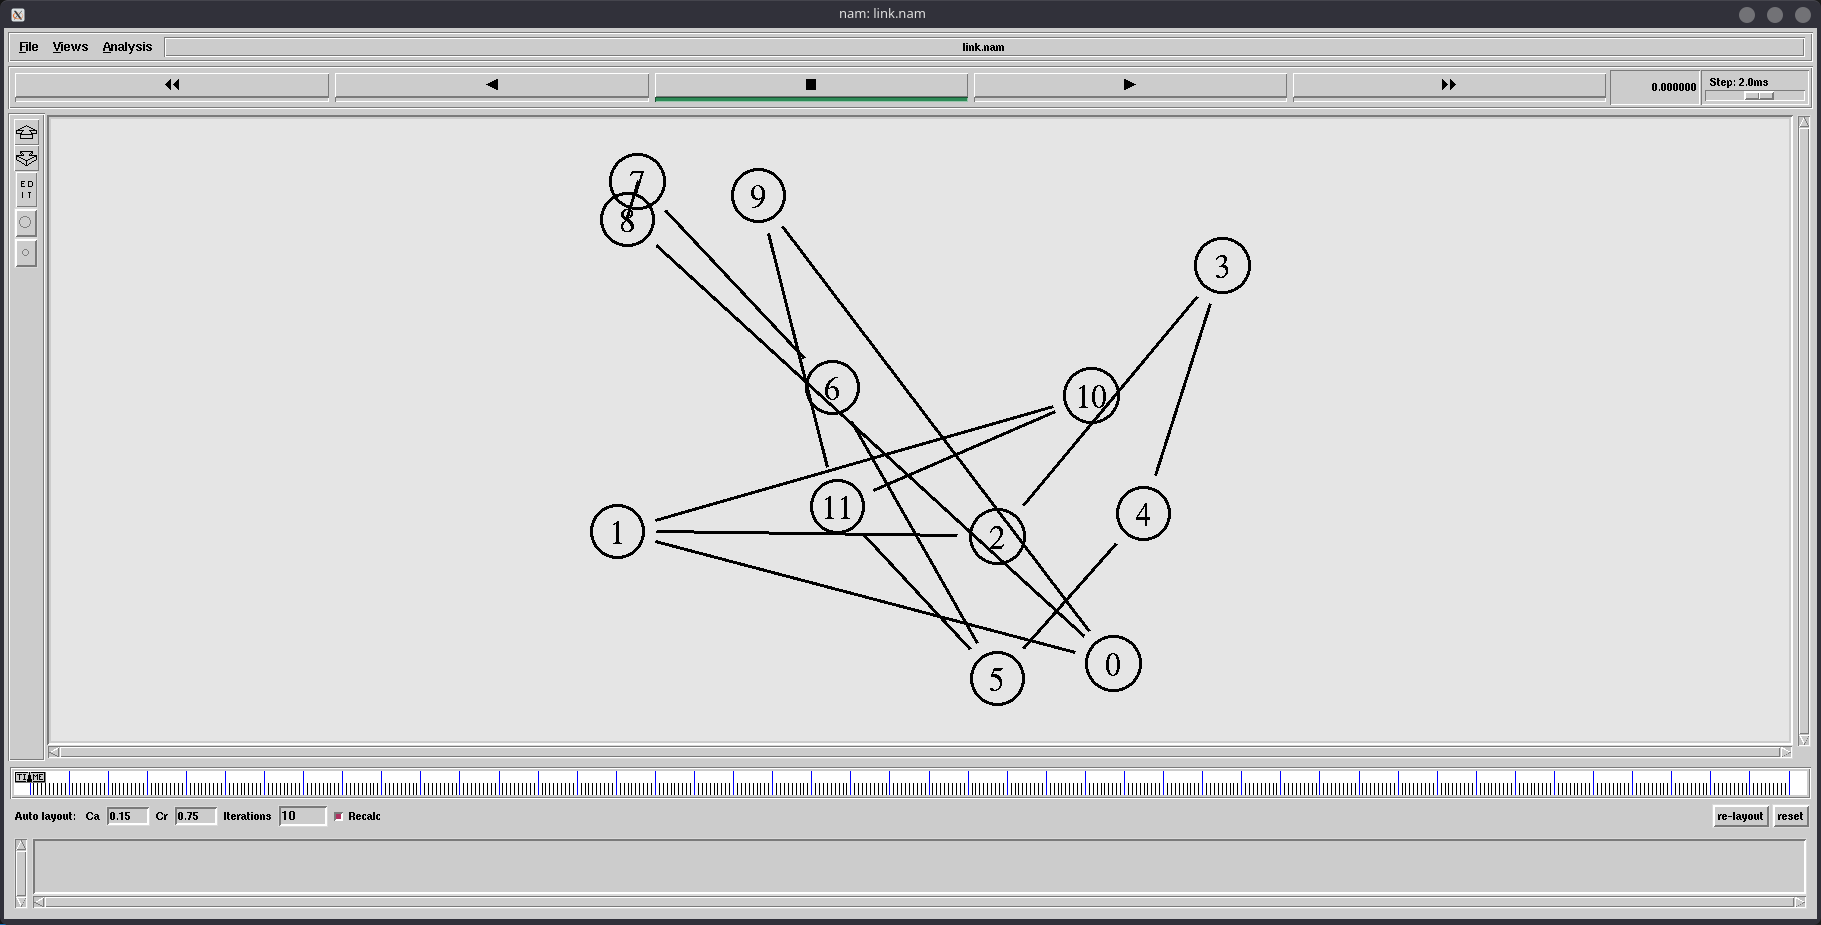 nam: link.nam
File Views Analysis link.nam
0.000000 Step: 2.0ms
ED
IT
7
9
8
3
6
10
11
1
2
4
5
0
TIME
Auto layout: Ca 0.15 Cr 0.75 Iterations 10 Recalc re-layout reset